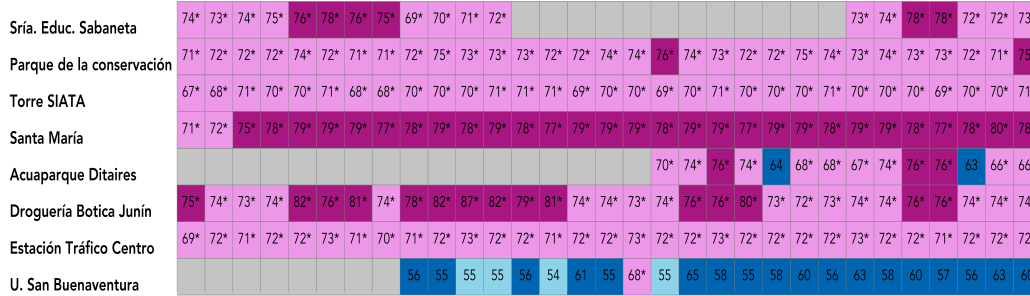 Sría. Educ. Sabaneta 74* 73* 74* 75* 76* 78* 76* 75* 69* 70* 71* 72* 73* 74* 78* 78* 72* 72* 73
Parque de la conservación 71* 72* 72* 72* 74* 72* 71* 71* 72* 75* 73* 73* 73* 72* 72* 74* 74* 76* 74* 73* 72* 72* 75* 74* 73* 74* 73* 73* 72* 71* 75
Torre SIATA 67* 68* 71* 70* 70* 71* 68* 68* 70* 70* 70* 71* 71* 71* 69* 70* 70* 69* 70* 71* 70* 70* 70* 71* 70* 70* 70* 69* 70* 70* 71
Santa María 71* 72* 75* 78* 79* 79* 79* 77* 78* 79* 78* 79* 78* 77* 79* 79* 79* 78* 79* 79* 77* 79* 79* 78* 79* 79* 78* 77* 78* 80* 78
Acuaparque Ditaires 70* 74* 76* 74* 64 68* 68* 67* 74* 76* 76* 63 66* 66
Droguería Botica Junín 75* 74* 73* 74* 82* 76* 81* 74* 78* 82* 87* 82* 79* 81* 74* 74* 73* 74* 76* 76* 80* 73* 72* 73* 74* 74* 76* 76* 74* 74* 74
Estación Tráfico Centro 69* 72* 71* 72* 72* 73* 71* 70* 71* 72* 73* 72* 72* 71* 72* 72* 73* 72* 72* 73* 72* 72* 72* 72* 73* 72* 72* 71* 72* 72* 72
U. San Buenaventura 56 55 55 55 56 54 61 55 68* 55 65 58 55 58 60 56 63 58 60 57 56 63